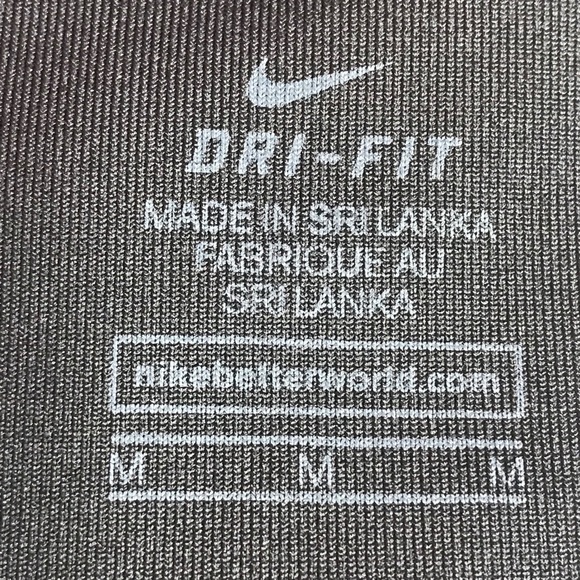 DRI-FIT
MADE IN SRI LANKA
FABRIQUE AU
SRI LANKA
nikebetterworld.com
M M M